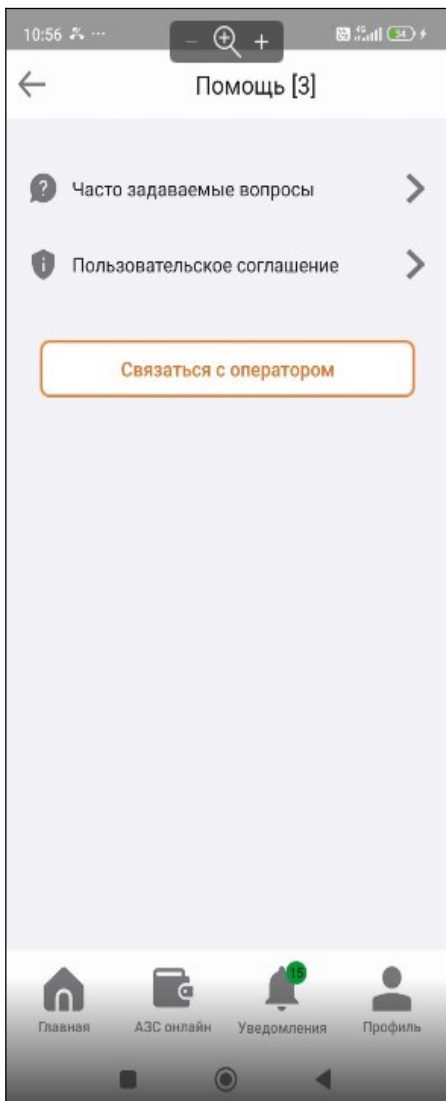 10:56
Помощь [3]
Часто задаваемые вопросы
Пользовательское соглашение
Связаться с оператором
15
Главная
АЗС онлайн
Уведомления
Профиль